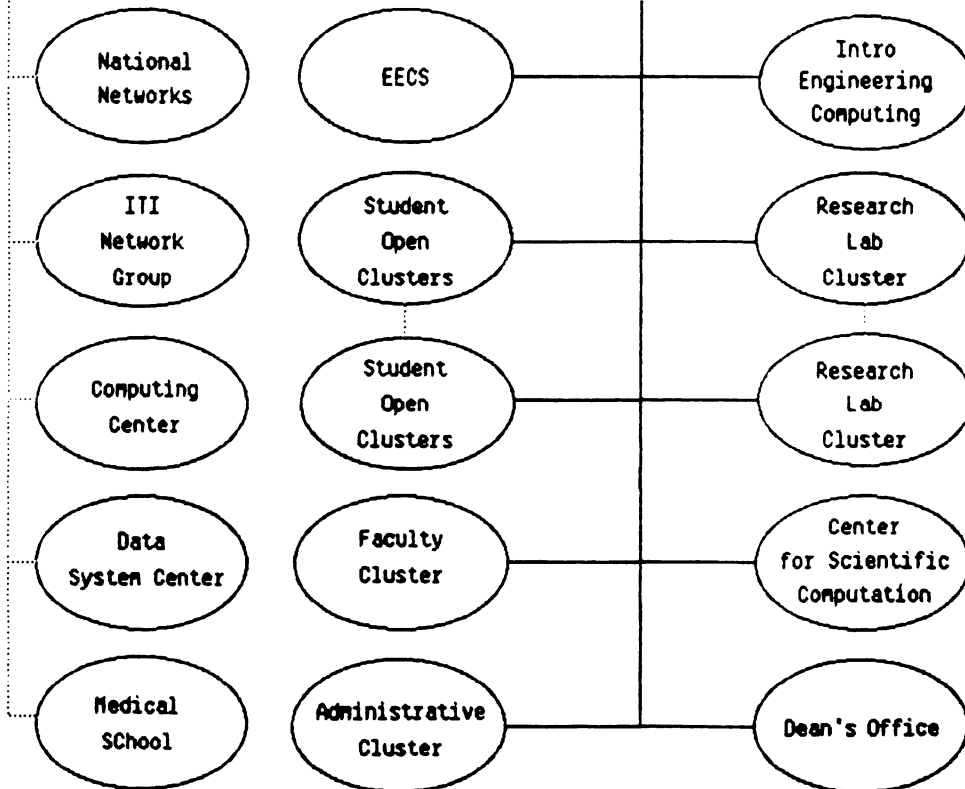 National
Networks
EECS
Intro
Engineering
Computing
ITI
Network
Group
Student
Open
Clusters
Research
Lab
Cluster
Computing
Center
Student
Open
Clusters
Research
Lab
Cluster
Data
System Center
Faculty
Cluster
Center
for Scientific
Computation
Medical
SChool
Administrative
Cluster
Dean's Office